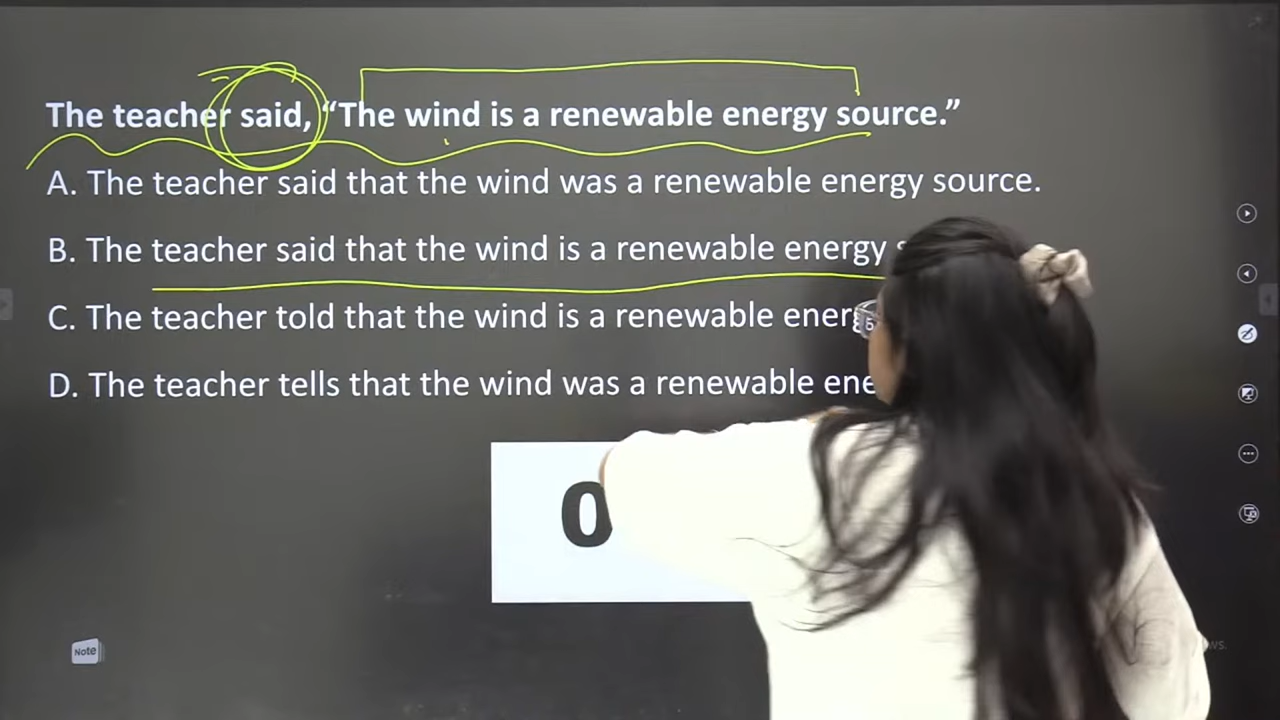 The teacher said, “The wind is a renewable energy source.”
A. The teacher said that the wind was a renewable energy source.
B. The teacher said that the wind is a renewable energy
C. The teacher told that the wind is a renewable
D. The teacher tells that the wind was a renewable
0
Note